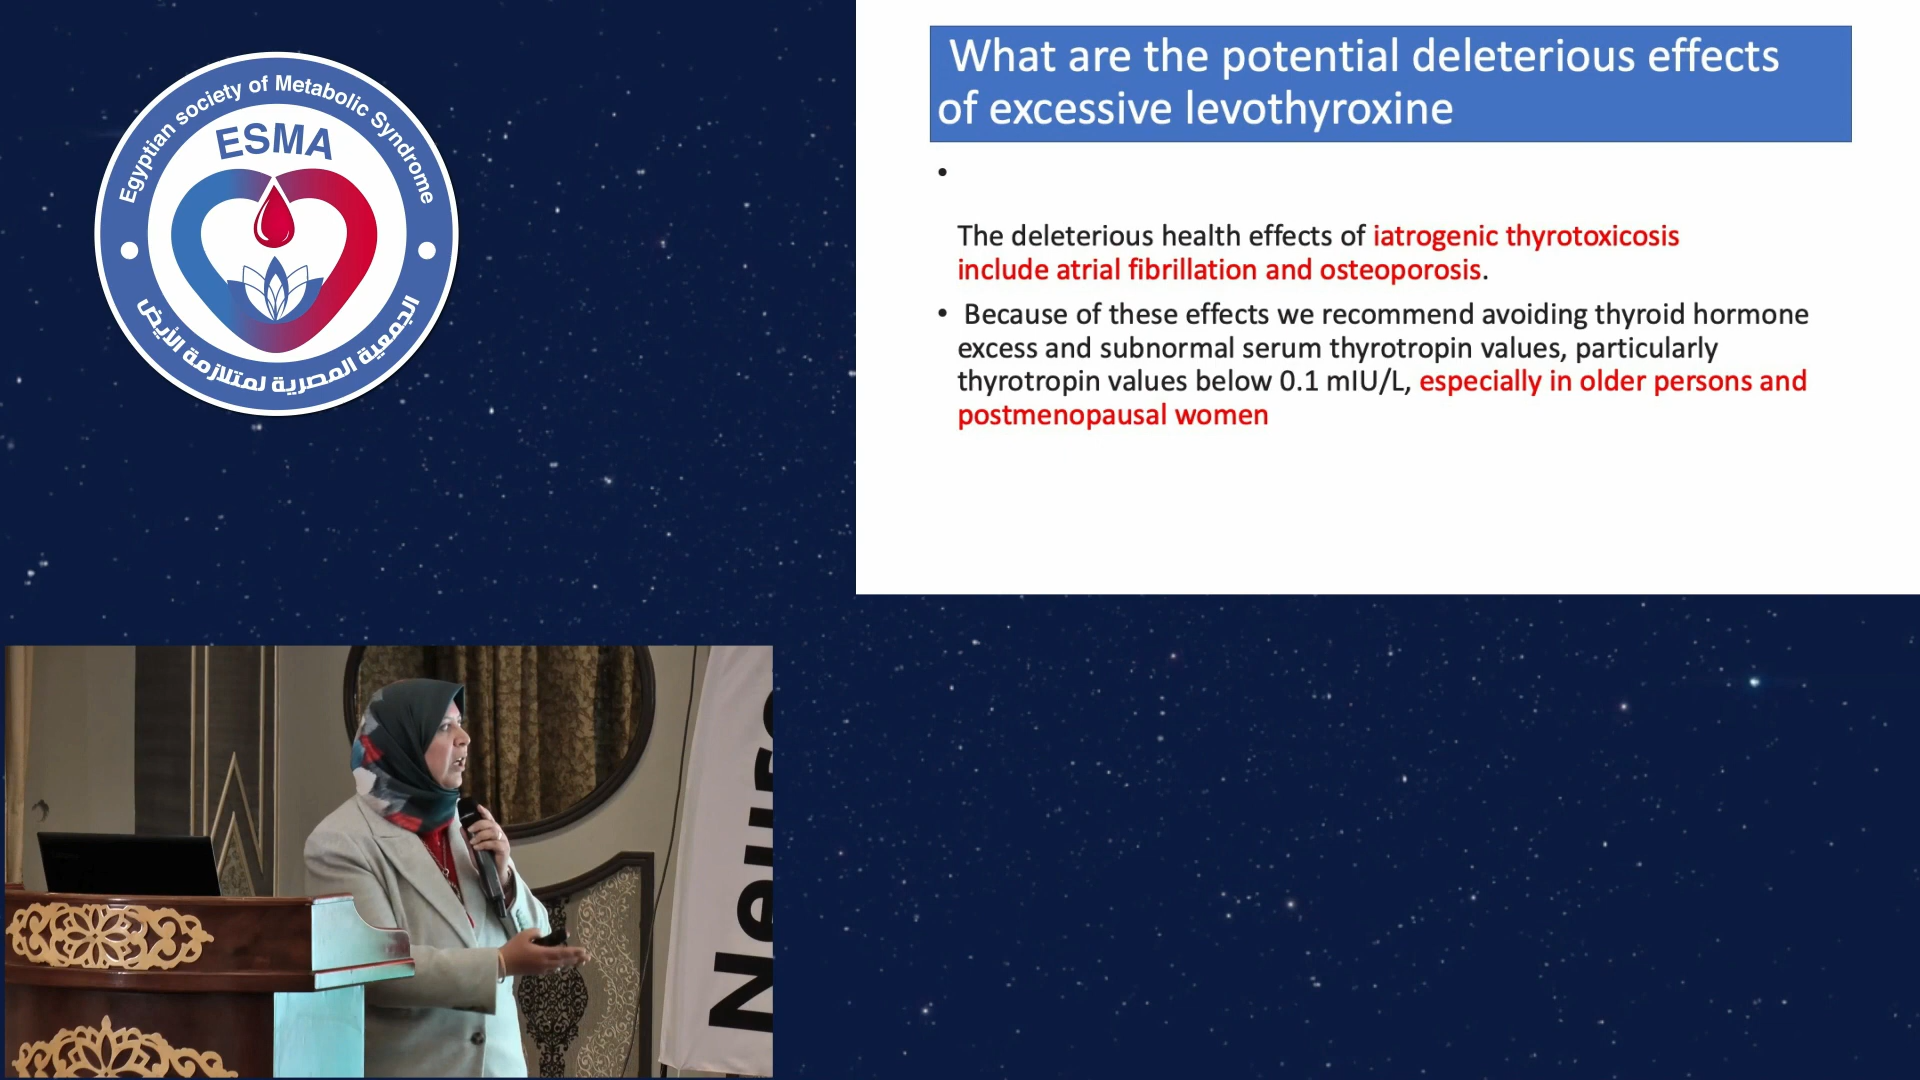 Egyptian society of Metabolic Syndrome
ESMA
الجمعية المصرية لمتلازمة الأيض
What are the potential deleterious effects
of excessive levothyroxine
•
The deleterious health effects of iatrogenic thyrotoxicosis
include atrial fibrillation and osteoporosis.
• Because of these effects we recommend avoiding thyroid hormone
excess and subnormal serum thyrotropin values, particularly
thyrotropin values below 0.1 mIU/L, especially in older persons and
postmenopausal women